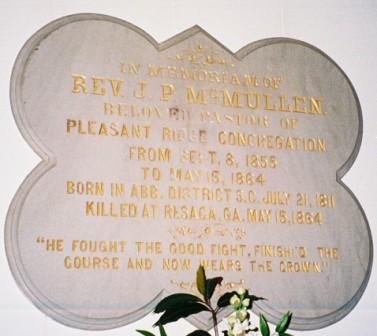 IN MEMORIAM OF
REV. J. P. McMULLEN.
BELOVED PASTOR OF
PLEASANT RIDGE CONGREGATION
FROM SEPT. 8, 1855
TO MAY 15, 1864
BORN IN ABB. DISTRICT S.C. JULY 21, 1811
KILLED AT RESACA, GA. MAY 15, 1864
"HE FOUGHT THE GOOD FIGHT, FINISH'D THE
COURSE AND NOW WEARS THE CROWN"